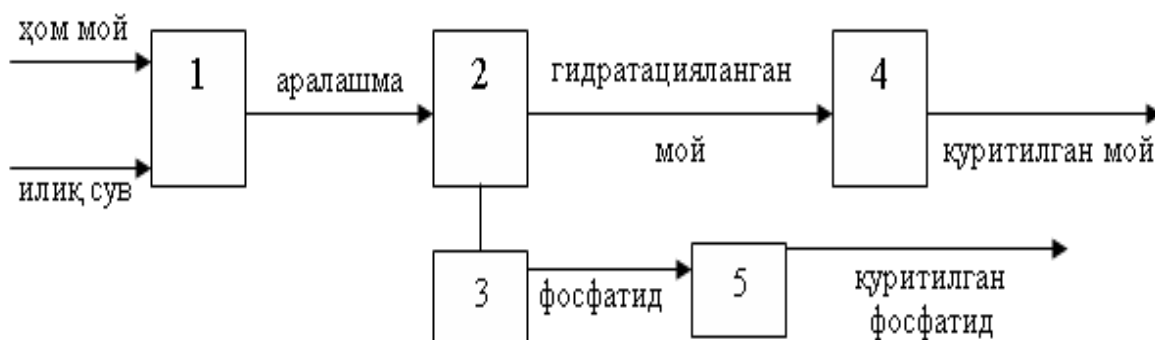 ҳом мой
1
аралашма
2
гидратацияланган
мой
4
қуритилган мой
илиқ сув
3
фосфатид
5
қуритилган
фосфатид